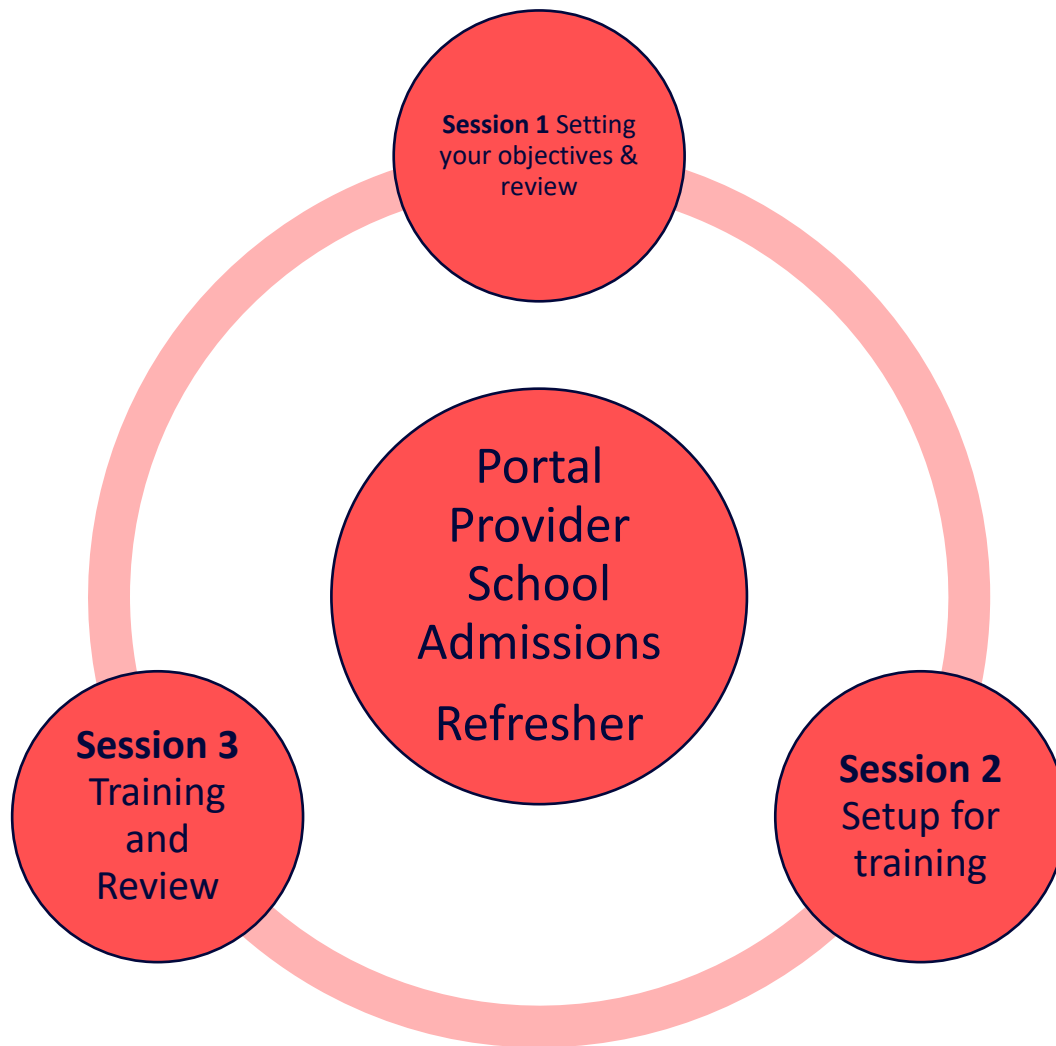 Session 1 Setting
your objectives &
review
Portal
Provider
School
Admissions
Refresher
Session 3
Training
and
Review
Session 2
Setup for
training